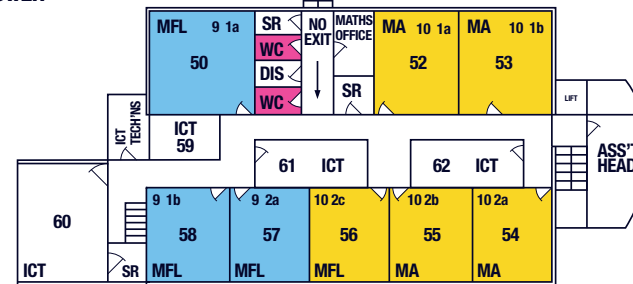 MFL 9 1a
50
SR
WC
DIS
WC
NO
EXIT
MATHS
OFFICE
SR
MA 10 1a
52
MA 10 1b
53
LIFT
ICT
TECH'NS
ICT
59
61 ICT
62 ICT
ASS'T
HEAD
60
ICT
SR
9 1b
58
MFL
9 2a
57
MFL
10 2c
56
MFL
10 2b
55
MA
10 2a
54
MA